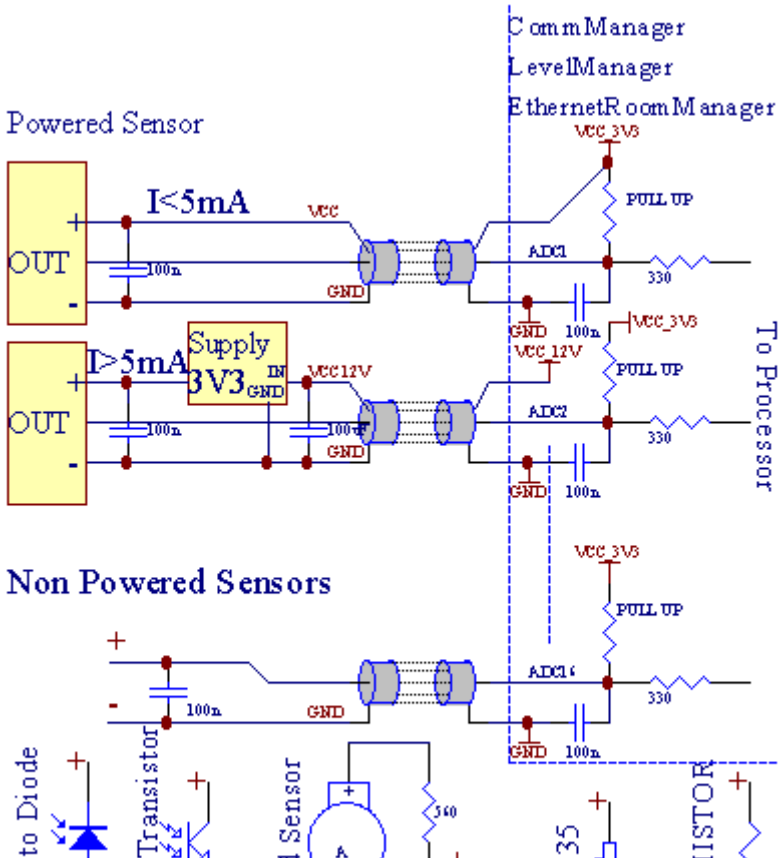 CommManager
LevelManager
EthernetRoomManager
Powered Sensor
VCC_3V3
+
I<5mA
VCC
PULL UP
OUT
100n
ADC1
330
-
GND
GND
100n
VCC_3V3
Supply
3V3
IN
GND
I>5mA
+
VCC12V
VCC_12V
PULL UP
OUT
100n
100nF
ADC2
330
-
GND
GND
100n
To Processor
VCC_3V3
Non Powered Sensors
PULL UP
+
ADC16
330
-
100n
GND
GND
100n
to Diode
+
Transistor
+
Sensor
+
A
560
+
35
+
ISTOR
+